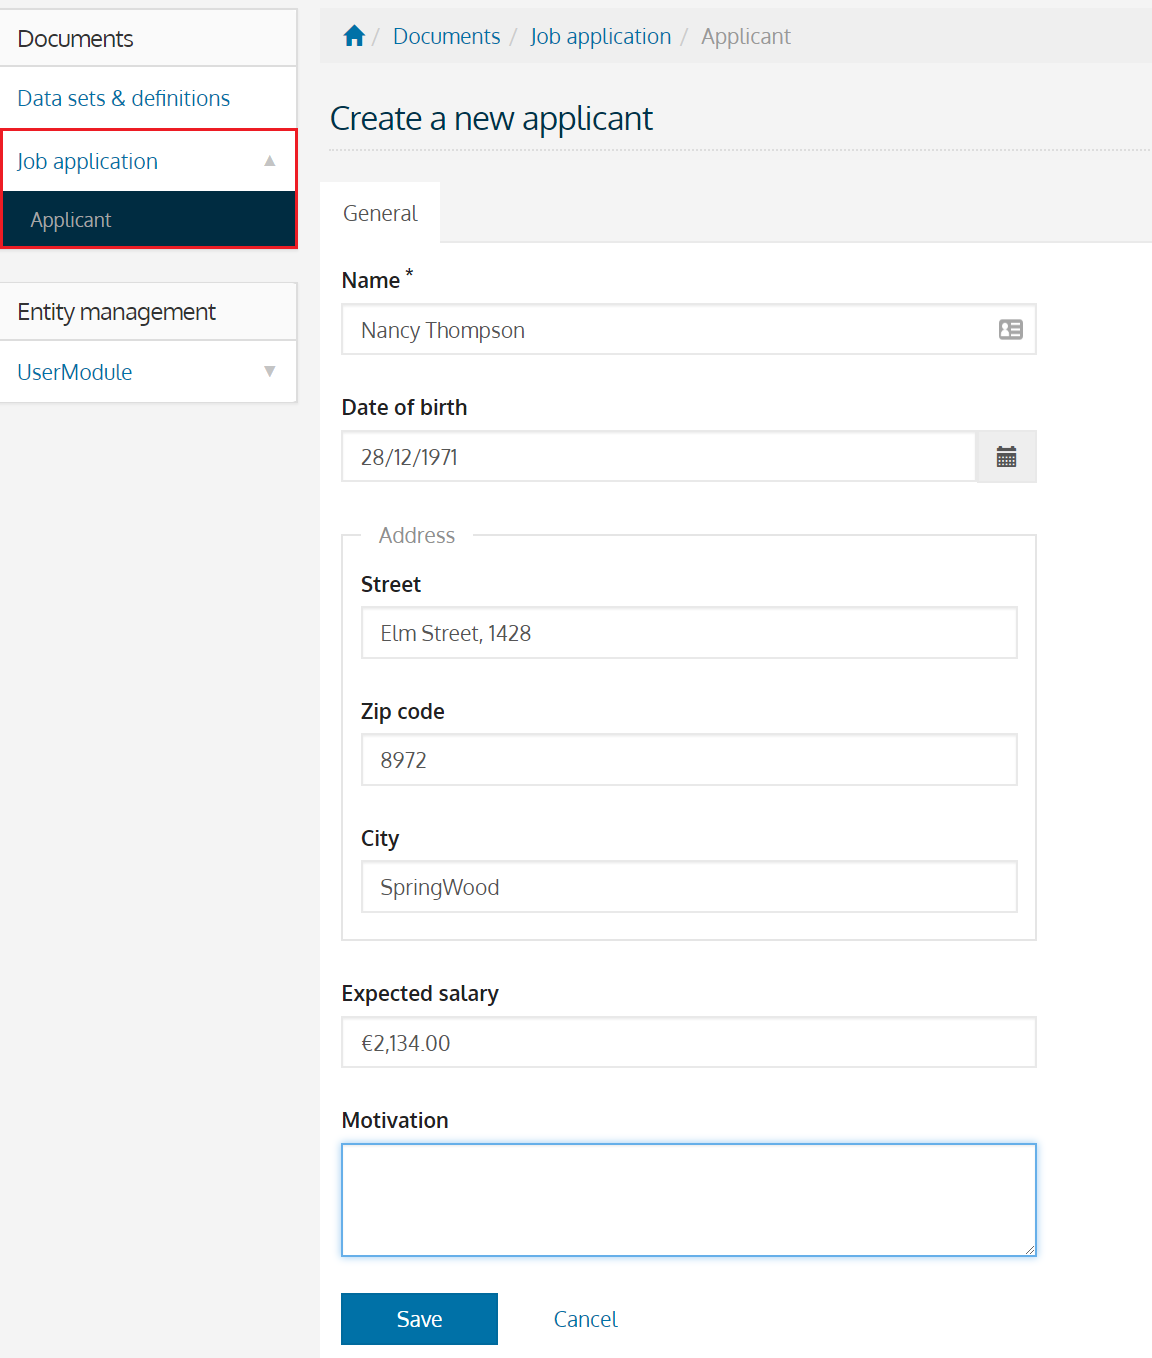 Documents
Data sets & definitions
Job application
Applicant
Entity management
UserModule
/ Documents / Job application / Applicant
Create a new applicant
General
Name *
Nancy Thompson
Date of birth
28/12/1971
Address
Street
Elm Street, 1428
Zip code
8972
City
SpringWood
Expected salary
€2,134.00
Motivation
Save Cancel